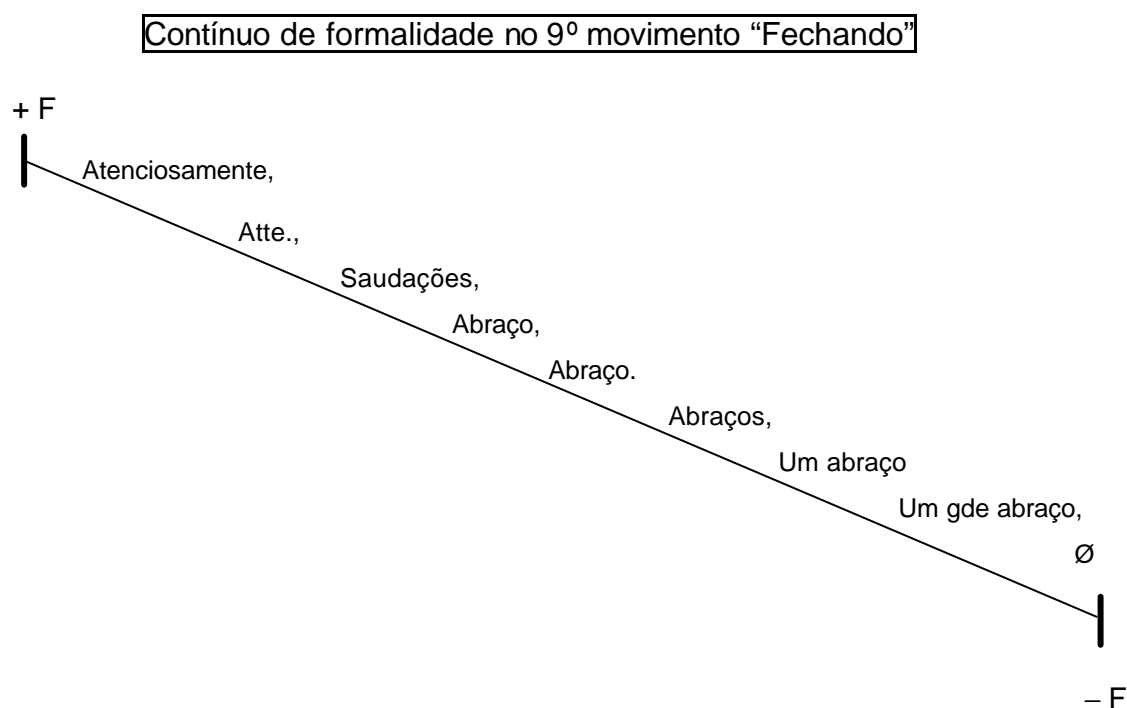 Contínuo de formalidade no 9º movimento “Fechando”
+ F
Atenciosamente,
Atte.,
Saudações,
Abraço,
Abraço.
Abraços,
Um abraço
Um gde abraço,
Ø
– F